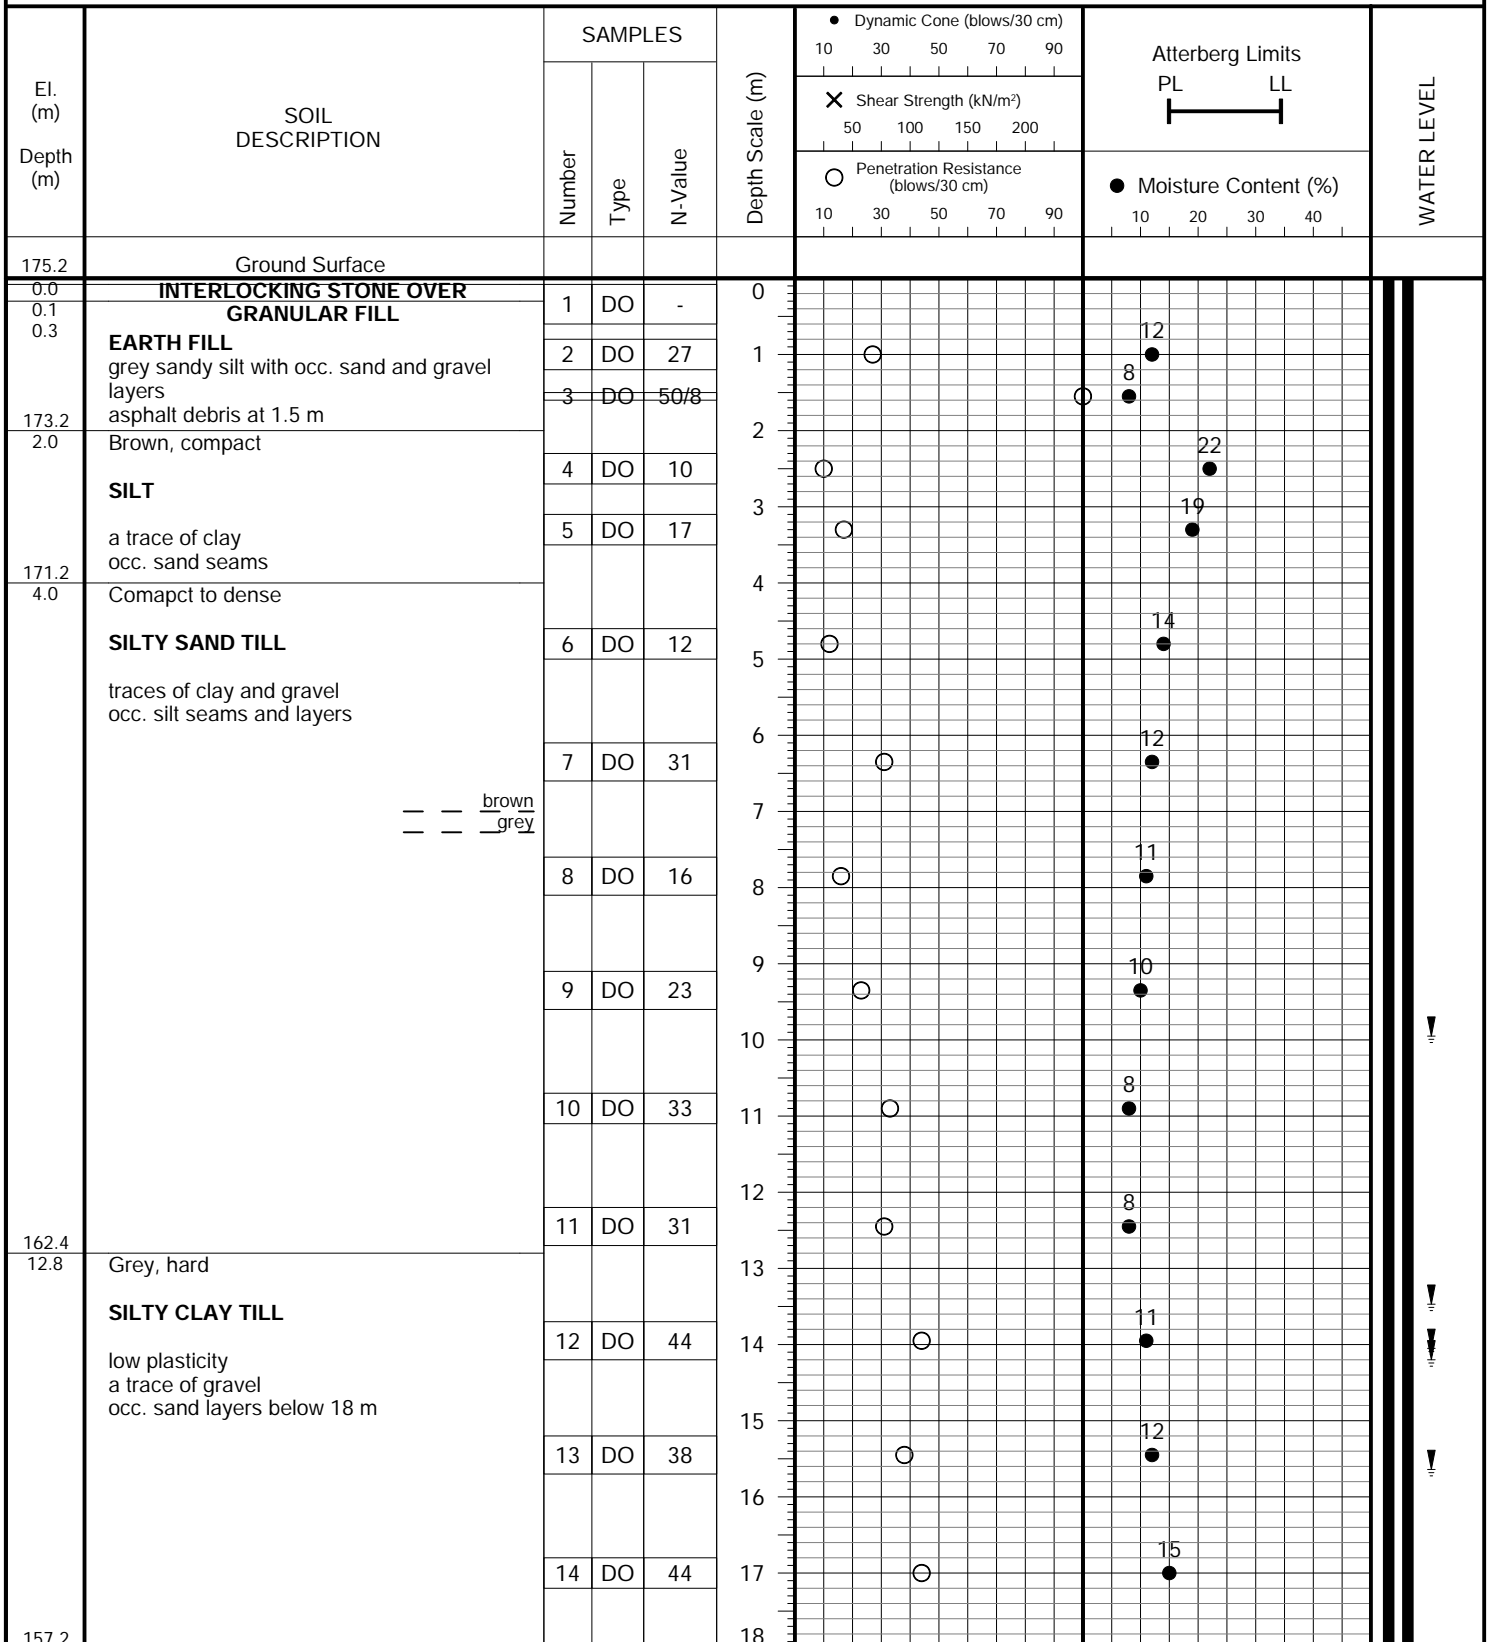 El.
(m)
Depth
(m)
SOIL
DESCRIPTION
SAMPLES
Number
Type
N-Value
Depth Scale (m)
Dynamic Cone (blows/30 cm)
10 30 50 70 90
Shear Strength (kN/m²)
50 100 150 200
Penetration Resistance
(blows/30 cm)
10 30 50 70 90
Atterberg Limits
PL LL
Moisture Content (%)
10 20 30 40
WATER LEVEL
175.2 Ground Surface
0.0 INTERLOCKING STONE OVER
0.1 GRANULAR FILL
0.3
1 DO -
0
EARTH FILL
grey sandy silt with occ. sand and gravel
layers
asphalt debris at 1.5 m
2 DO 27
1
12
3 DO 50/8
8
173.2
2.0 Brown, compact
2
SILT
4 DO 10
22
a trace of clay
occ. sand seams
3
5 DO 17
19
171.2
4.0 Comapct to dense
4
SILTY SAND TILL
6 DO 12
14
5
traces of clay and gravel
occ. silt seams and layers
6
7 DO 31
12
brown
grey
7
8 DO 16
11
8
9
9 DO 23
10
10
10 DO 33
8
11
12
11 DO 31
8
162.4
12.8 Grey, hard
13
SILTY CLAY TILL
12 DO 44
11
14
low plasticity
a trace of gravel
occ. sand layers below 18 m
15
13 DO 38
12
16
14 DO 44
15
17
157.2
18